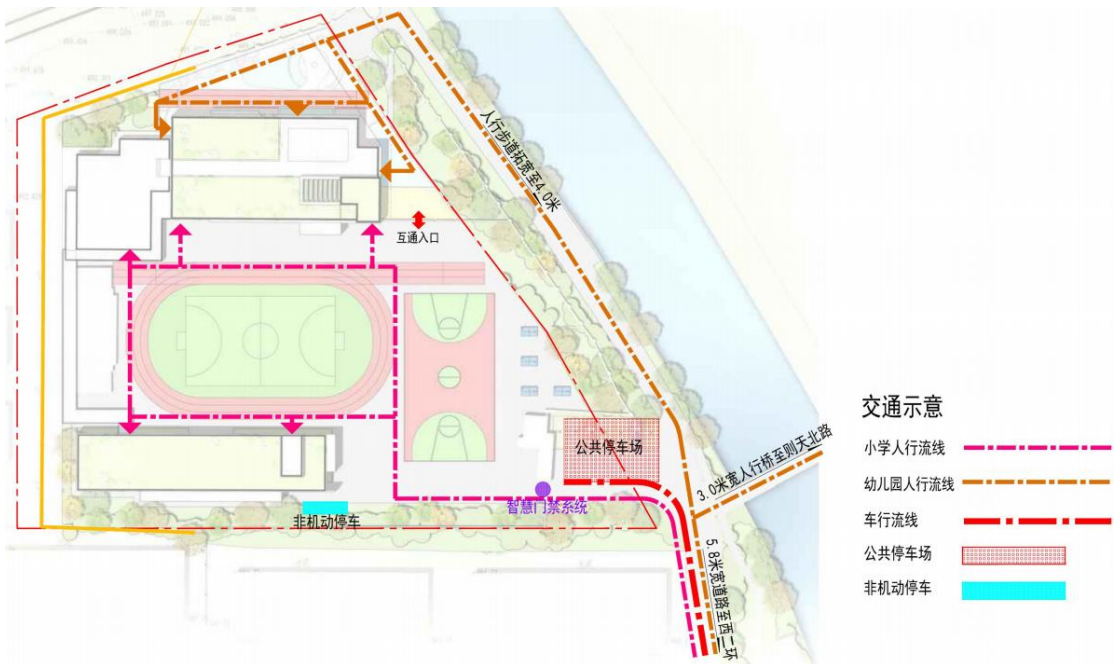 人行步道拓宽至4.0米
互通入口
公共停车场
3.0米宽人行桥至则天北路
智慧门禁系统
非机动停车
5.8米宽道路至西二环
交通示意
小学人行流线
幼儿园人行流线
车行流线
公共停车场
非机动停车